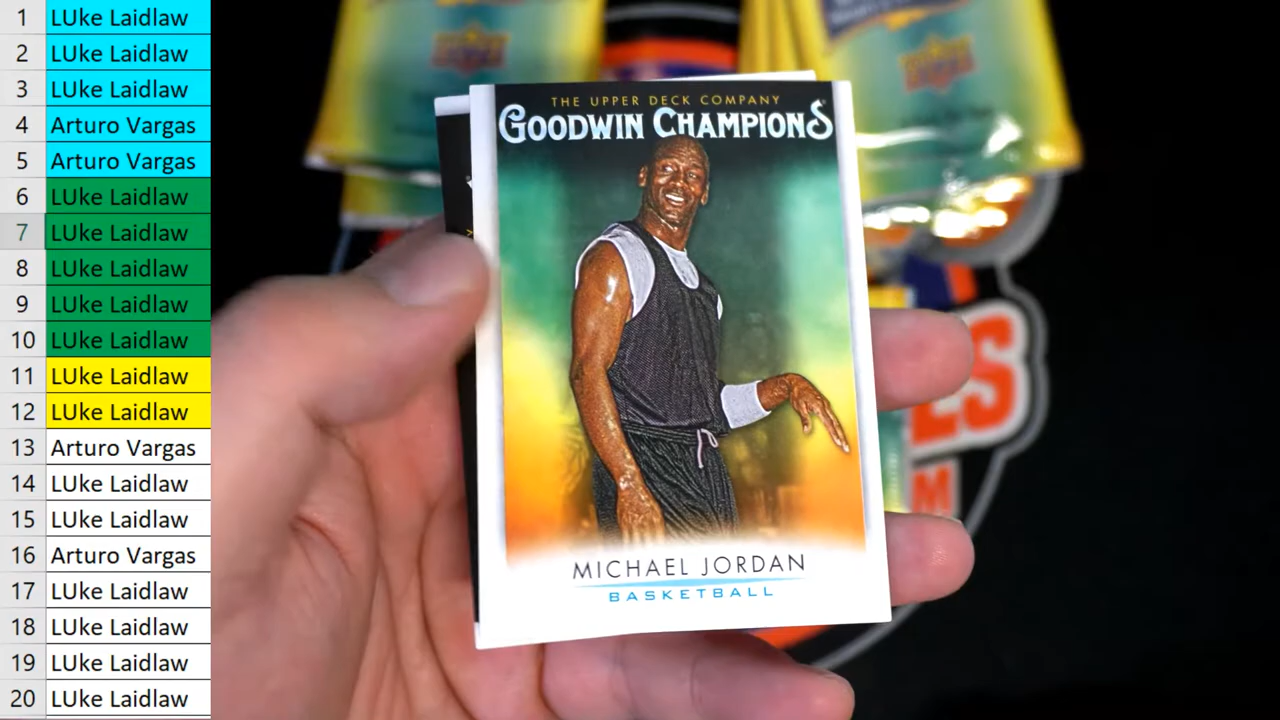 1 LUke Laidlaw
2 LUke Laidlaw
3 LUke Laidlaw
4 Arturo Vargas
5 Arturo Vargas
6 LUke Laidlaw
7 LUke Laidlaw
8 LUke Laidlaw
9 LUke Laidlaw
10 LUke Laidlaw
11 LUke Laidlaw
12 LUke Laidlaw
13 Arturo Vargas
14 LUke Laidlaw
15 LUke Laidlaw
16 Arturo Vargas
17 LUke Laidlaw
18 LUke Laidlaw
19 LUke Laidlaw
20 LUke Laidlaw
THE UPPER DECK COMPANY
GOODWIN CHAMPIONS
MICHAEL JORDAN
BASKETBALL